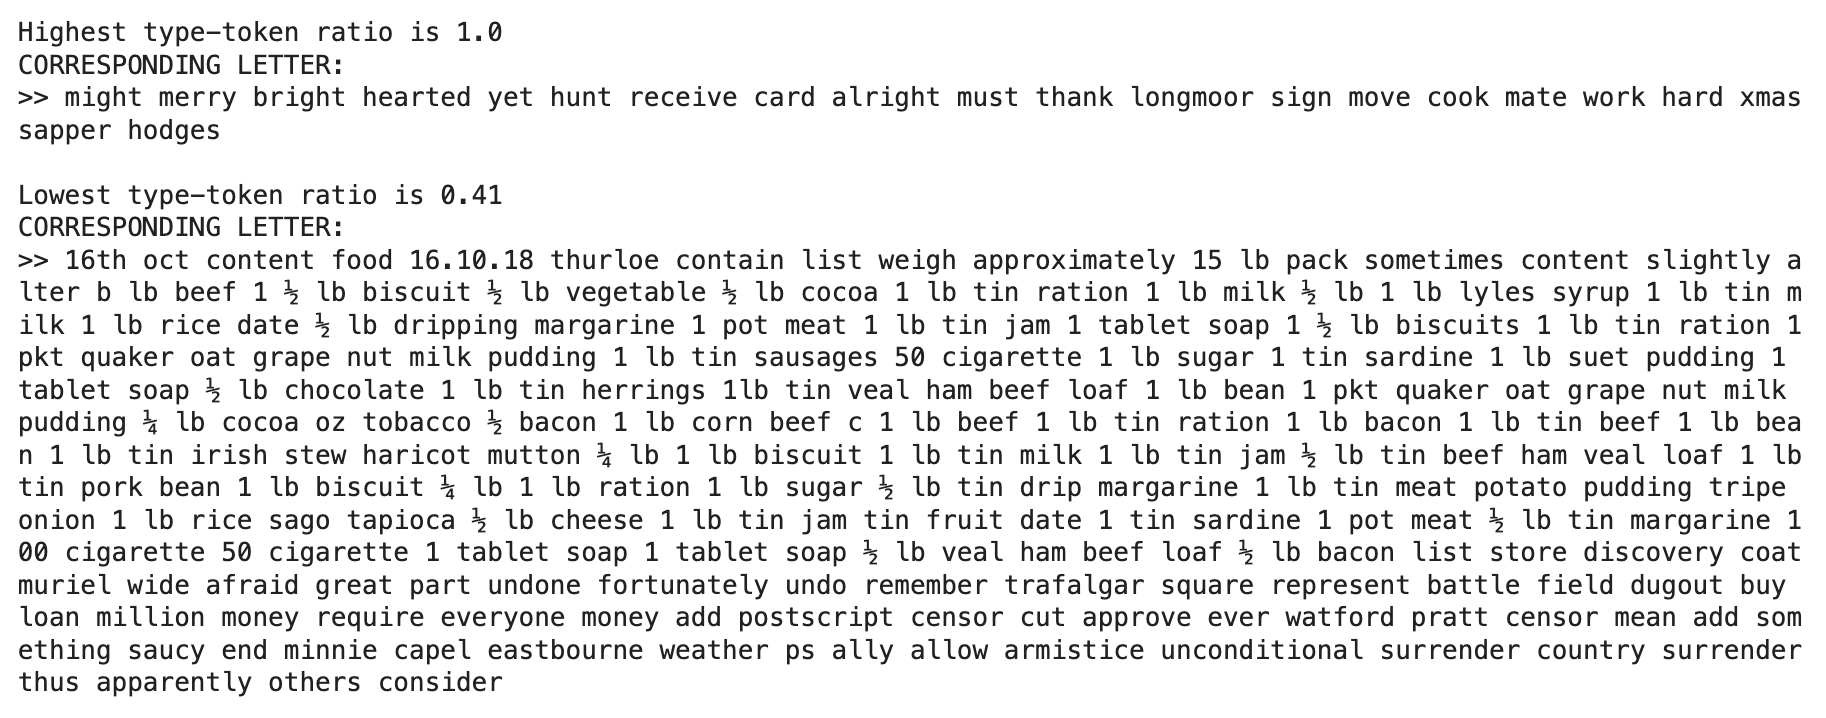 Highest type-token ratio is 1.0
CORRESPONDING LETTER:
>> might merry bright hearted yet hunt receive card alright must thank longmoor sign move cook mate work hard xmas
sapper hodges
Lowest type-token ratio is 0.41
CORRESPONDING LETTER:
>> 16th oct content food 16.10.18 thurloe contain list weigh approximately 15 lb pack sometimes content slightly a
lter b lb beef 1 ½ lb biscuit ½ lb vegetable ½ lb cocoa 1 lb tin ration 1 lb milk ½ lb 1 lb lyles syrup 1 lb tin m
ilk 1 lb rice date ½ lb dripping margarine 1 pot meat 1 lb tin jam 1 tablet soap 1 ½ lb biscuits 1 lb tin ration 1
pkt quaker oat grape nut milk pudding 1 lb tin sausages 50 cigarette 1 lb sugar 1 tin sardine 1 lb suet pudding 1
tablet soap ½ lb chocolate 1 lb tin herrings 1lb tin veal ham beef loaf 1 lb bean 1 pkt quaker oat grape nut milk
pudding ¼ lb cocoa oz tobacco ½ bacon 1 lb corn beef c 1 lb beef 1 lb tin ration 1 lb bacon 1 lb tin beef 1 lb bea
n 1 lb tin irish stew haricot mutton ¼ lb 1 lb biscuit 1 lb tin milk 1 lb tin jam ½ lb tin beef ham veal loaf 1 lb
tin pork bean 1 lb biscuit ¼ lb 1 lb ration 1 lb sugar ½ lb tin drip margarine 1 lb tin meat potato pudding tripe
onion 1 lb rice sago tapioca ½ lb cheese 1 lb tin jam tin fruit date 1 tin sardine 1 pot meat ½ lb tin margarine 1
00 cigarette 50 cigarette 1 tablet soap 1 tablet soap ½ lb veal ham beef loaf ½ lb bacon list store discovery coat
muriel wide afraid great part undone fortunately undo remember trafalgar square represent battle field dugout buy
loan million money require everyone money add postscript censor cut approve ever watford pratt censor mean add som
ething saucy end minnie capel eastbourne weather ps ally allow armistice unconditional surrender country surrender
thus apparently others consider